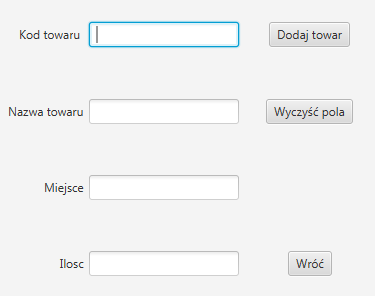 Kod towaru
Dodaj towar
Nazwa towaru
Wyczyść pola
Miejsce
Ilosc
Wróć